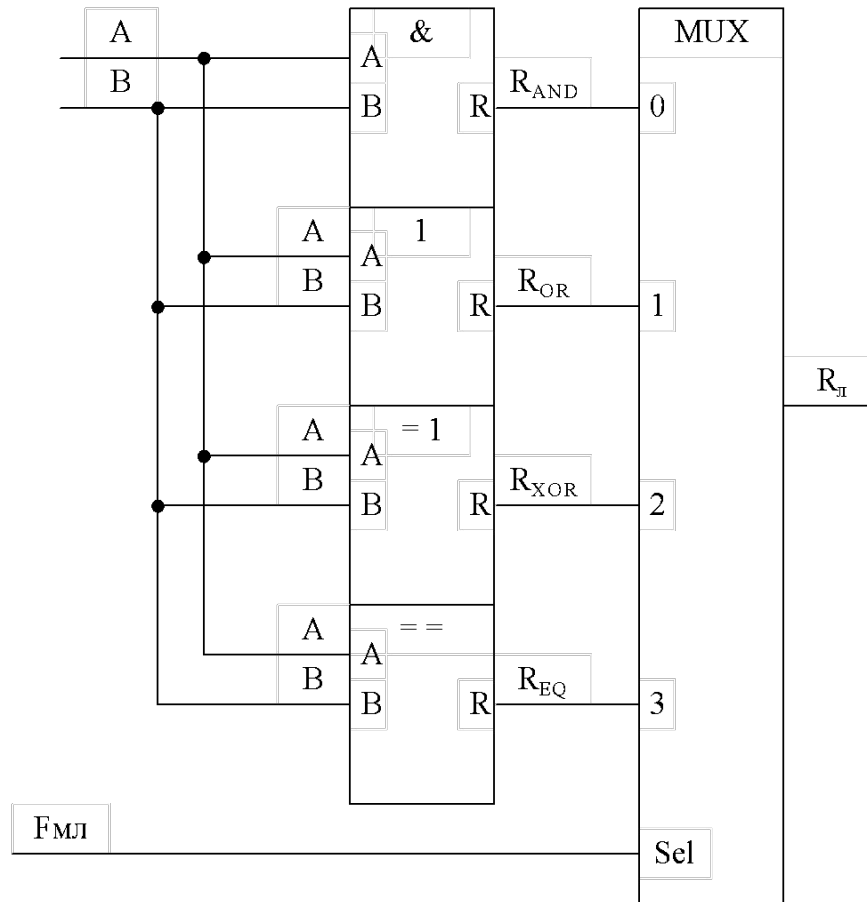 A & MUX
A
B R_AND
B R 0
A 1
A
B R_OR
B R 1
R_л
A = 1
A
B R_XOR
B R 2
A = =
A
B R_EQ
B R 3
Fмл
Sel